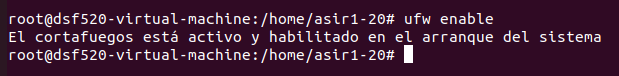 root@dsf520-virtual-machine:/home/asir1-20# ufw enable
El cortafuegos está activo y habilitado en el arranque del sistema
root@dsf520-virtual-machine:/home/asir1-20#